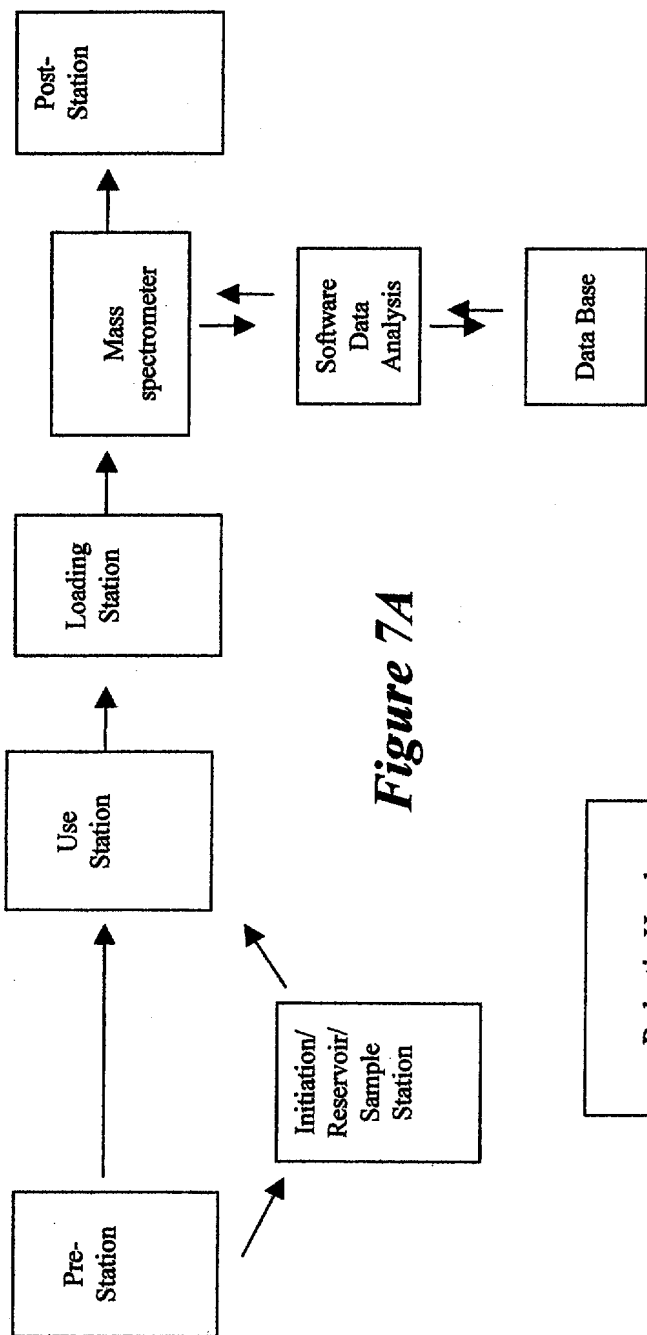 Pre-
Station
Initiation/
Reservoir/
Sample
Station
Use
Station
Loading
Station
Mass
spectrometer
Software
Data
Analysis
Data Base
Post-
Station
Figure 7A